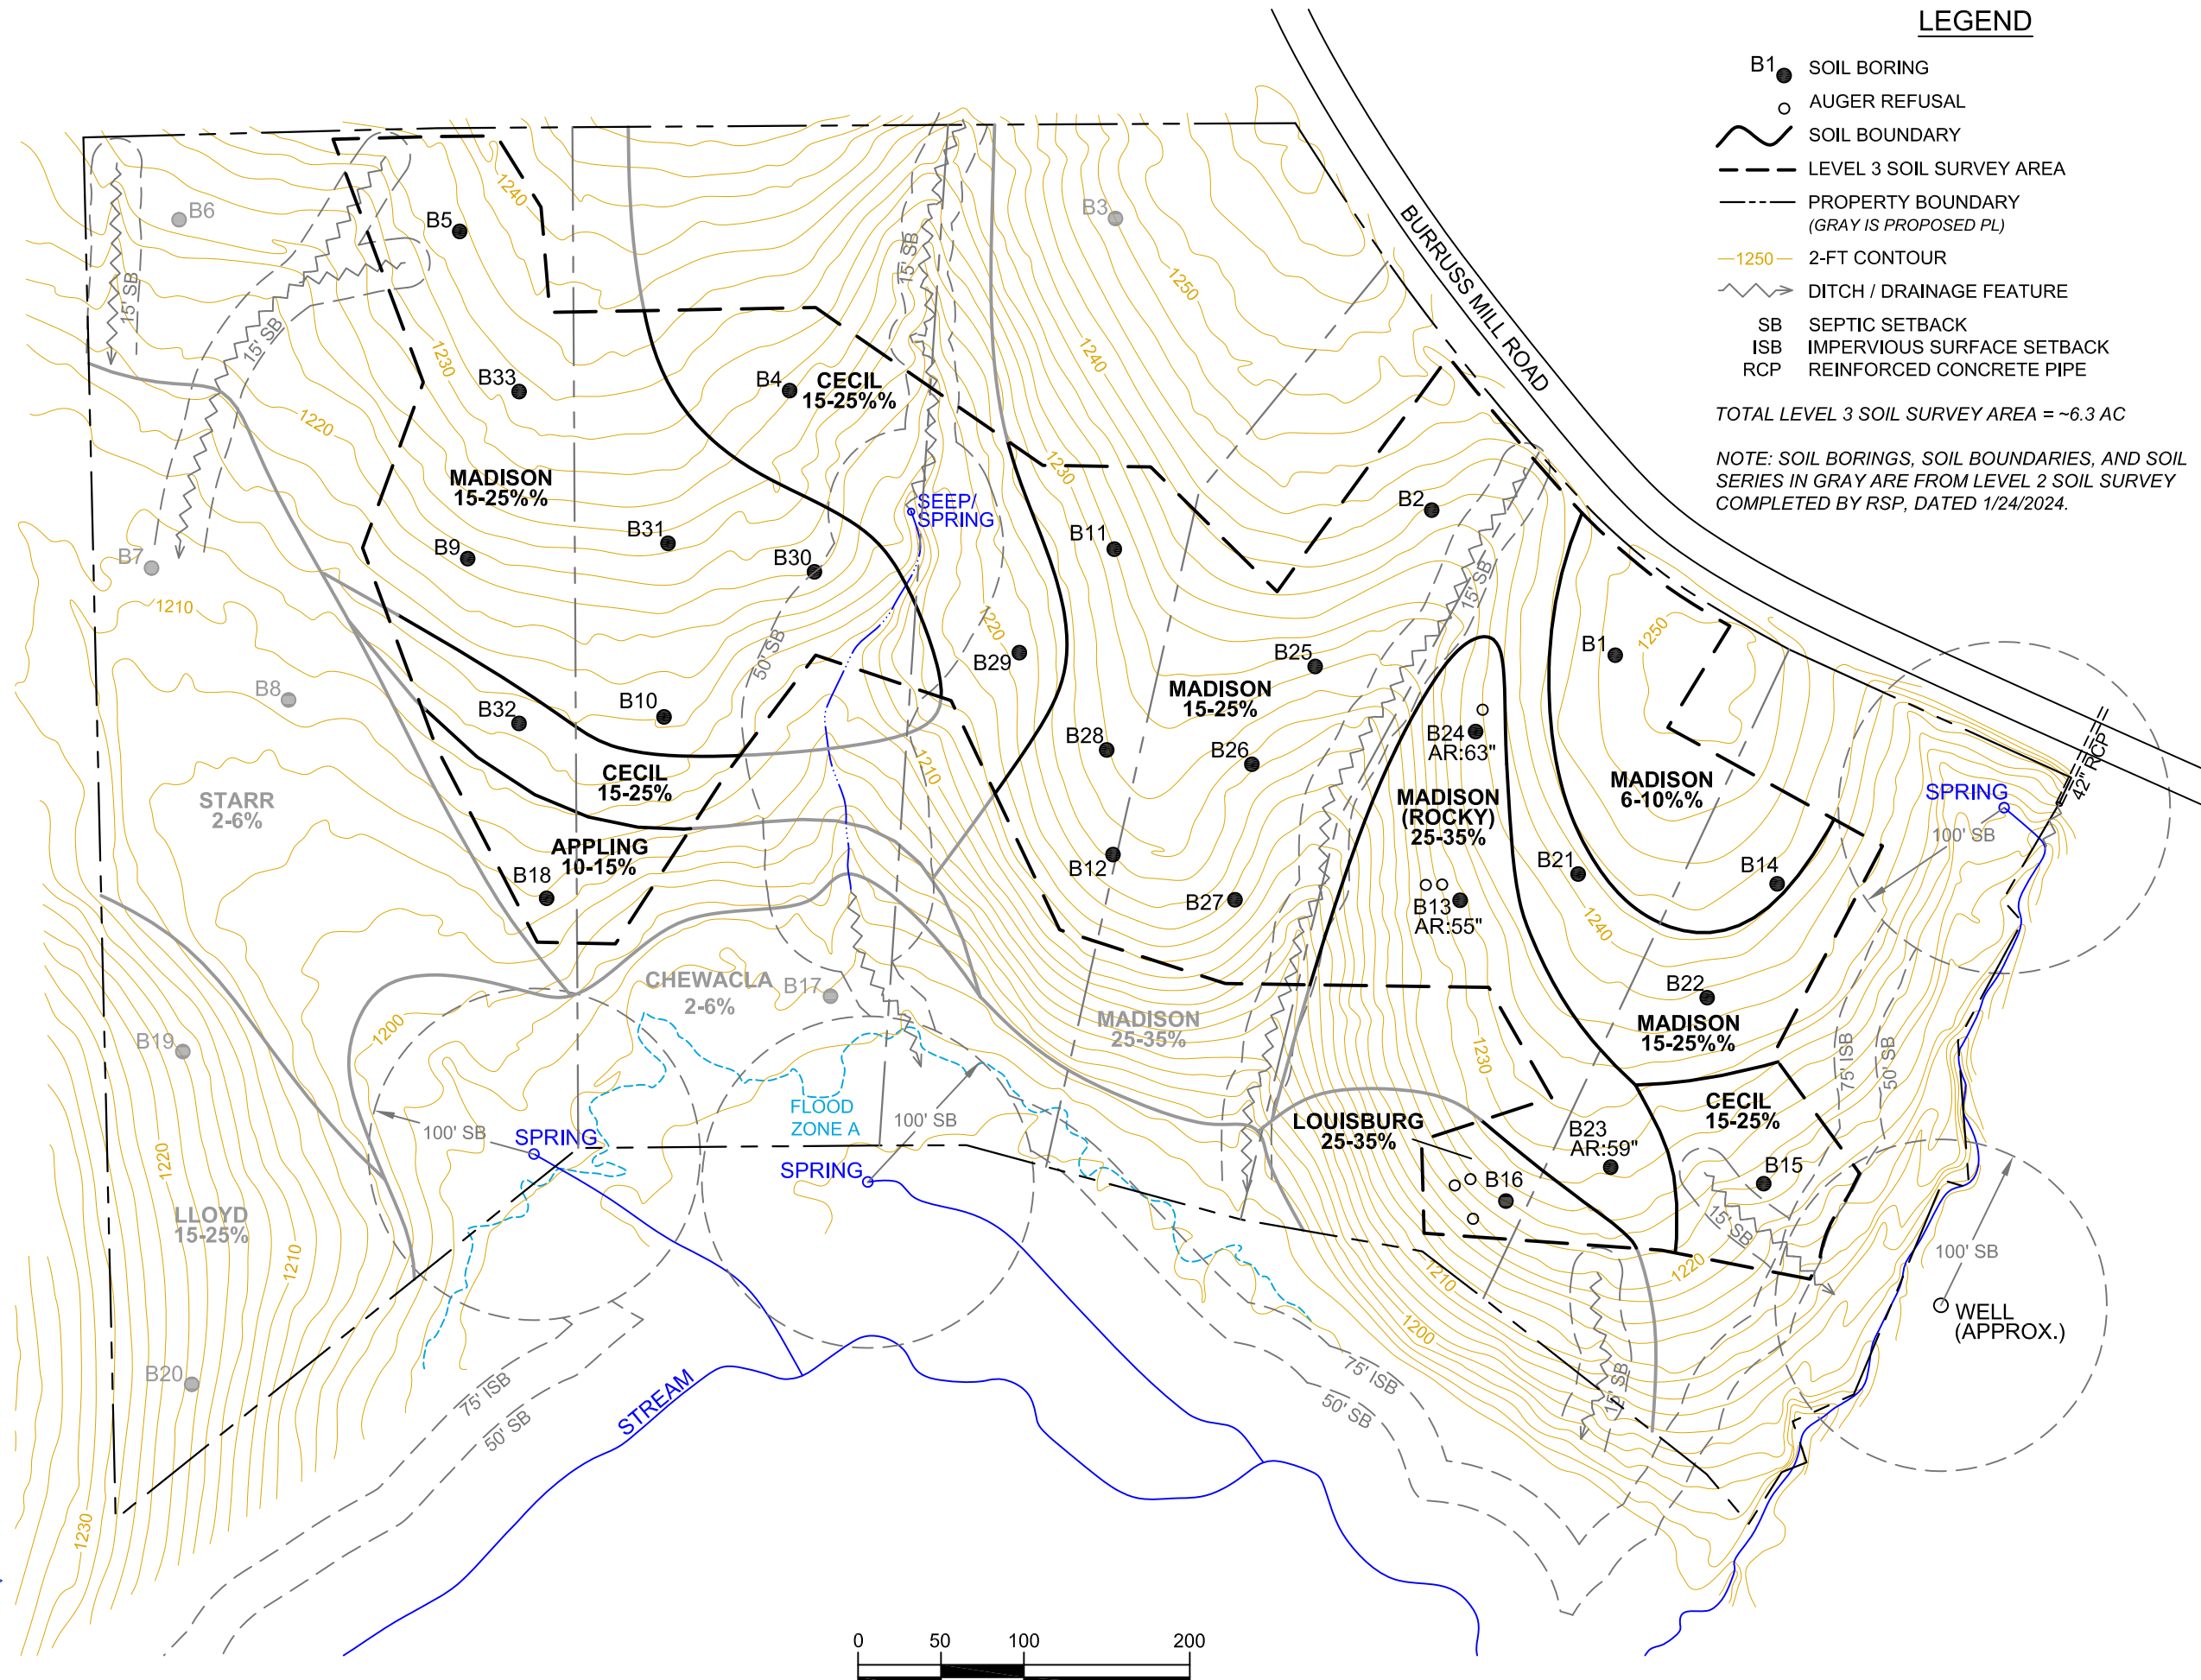 LEGEND
B1 SOIL BORING
AUGER REFUSAL
SOIL BOUNDARY
LEVEL 3 SOIL SURVEY AREA
PROPERTY BOUNDARY
(GRAY IS PROPOSED PL)
1250 2-FT CONTOUR
DITCH / DRAINAGE FEATURE
SB SEPTIC SETBACK
ISB IMPERVIOUS SURFACE SETBACK
RCP REINFORCED CONCRETE PIPE
TOTAL LEVEL 3 SOIL SURVEY AREA = ~6.3 AC
NOTE: SOIL BORINGS, SOIL BOUNDARIES, AND SOIL
SERIES IN GRAY ARE FROM LEVEL 2 SOIL SURVEY
COMPLETED BY RSP, DATED 1/24/2024.
BURRUSS MILL ROAD
B6
B5
1240
B3
15' SB
15' SB
15' SB
1250
1230
1240
B33
B4
CECIL
15-25%%
1220
MADISON
15-25%%
1230
SEEP/
SPRING
B2
B11
B31
B9
B30
B7
1210
15' SB
1220
50' SB
B29
B25
B1
1250
B8
MADISON
15-25%
B32
B10
B28
B26
B24
AR:63"
1210
42" RCP
CECIL
15-25%
MADISON
6-10%%
SPRING
STARR
2-6%
MADISON
(ROCKY)
25-35%
100' SB
APPLING
10-15%
B18
B12
B27
B13
AR:55"
B21
B14
1240
CHEWACLA
2-6%
B17
B22
MADISON
25-35%
MADISON
15-25%%
1200
B19
1230
75' ISB
50' SB
FLOOD
ZONE A
100' SB
100' SB
SPRING
SPRING
LOUISBURG
25-35%
CECIL
15-25%
B23
AR:59"
1220
B16
B15
LLOYD
15-25%
15' SB
1210
100' SB
1210
1220
WELL
(APPROX.)
1200
B20
75' ISB
50' SB
STREAM
75' ISB
50' SB
15' SB
1230
0 50 100 200